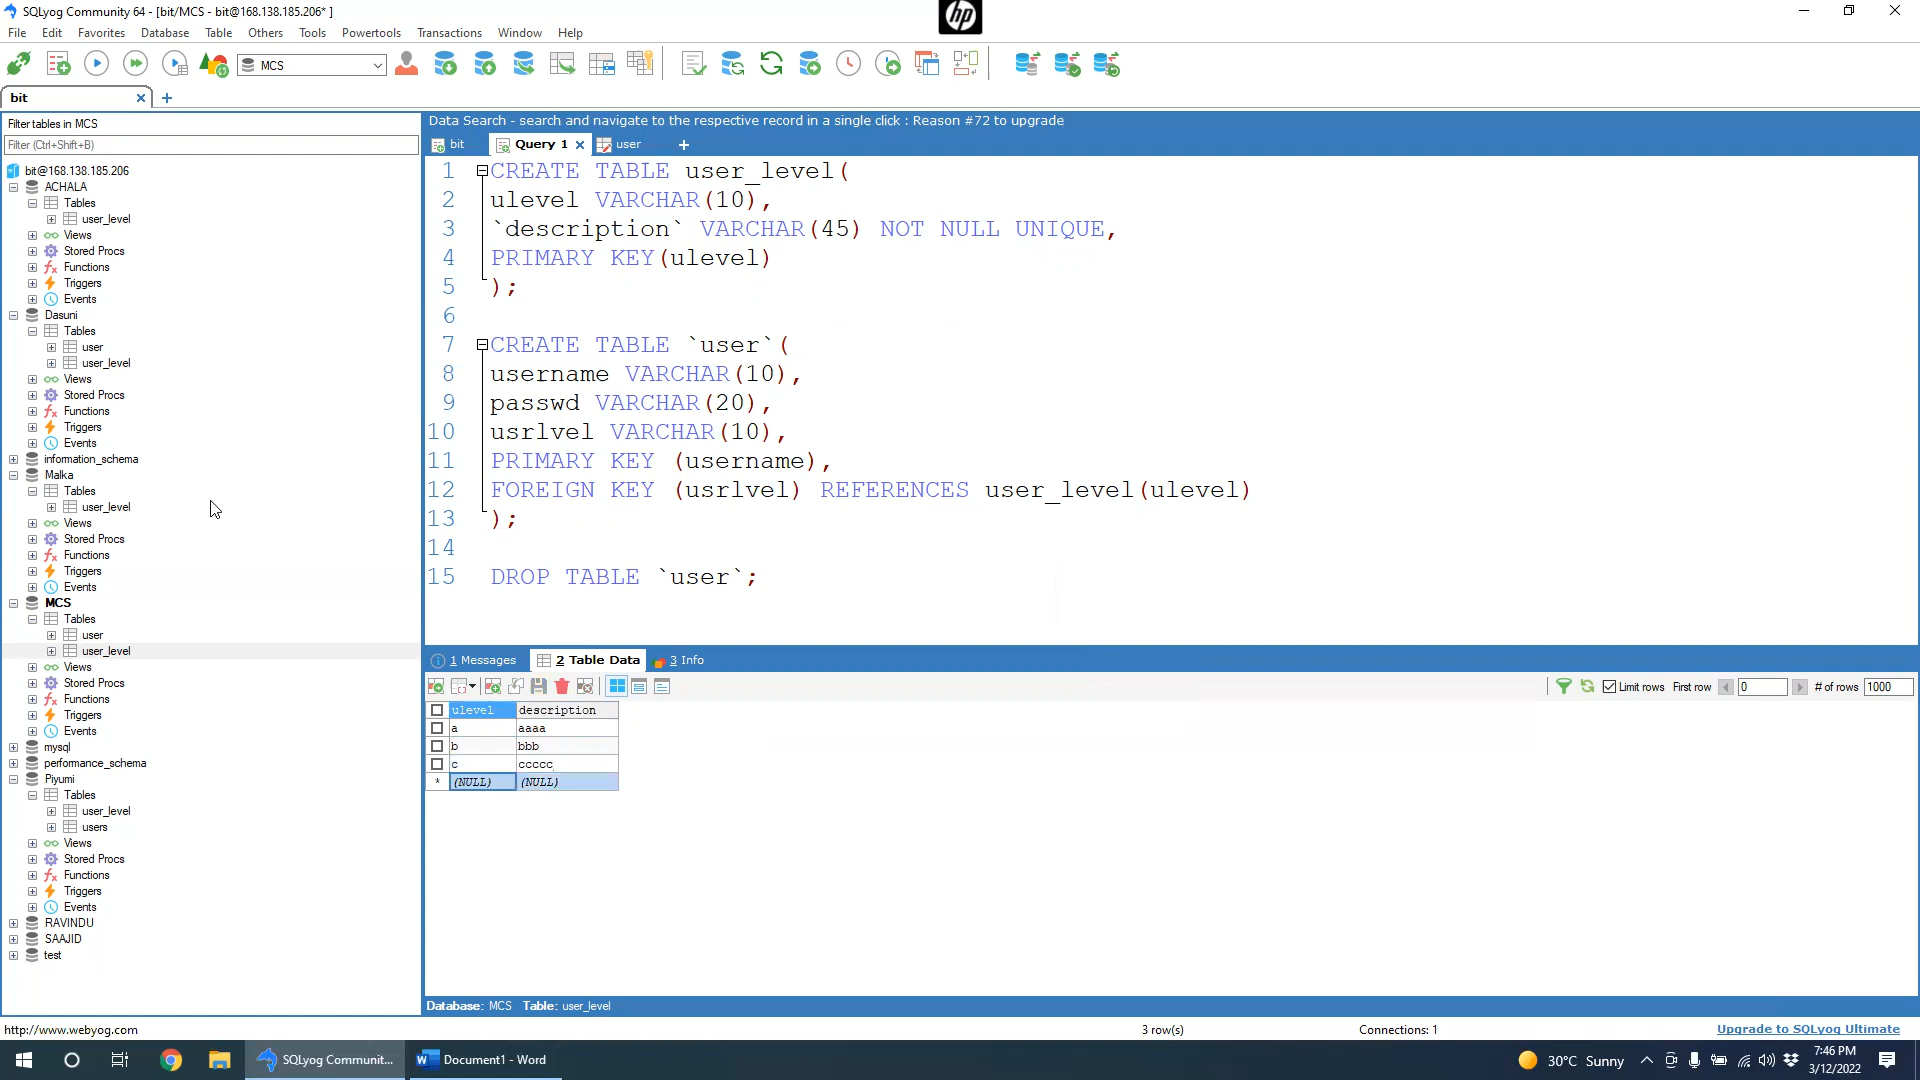 SQLyog Community 64 - [bit/MCS - bit@168.138.185.206* ]
hp
File Edit Favorites Database Table Others Tools Powertools Transactions Window Help
MCS
bit
Filter tables in MCS
Filter (Ctrl+Shift+B)
bit@168.138.185.206
ACHALA
Tables
user_level
Views
Stored Procs
Functions
Triggers
Events
Dasuni
Tables
user
user_level
Views
Stored Procs
Functions
Triggers
Events
information_schema
Malka
Tables
user_level
Views
Stored Procs
Functions
Triggers
Events
MCS
Tables
user
user_level
Views
Stored Procs
Functions
Triggers
Events
mysql
performance_schema
Piyumi
Tables
user_level
users
Views
Stored Procs
Functions
Triggers
Events
RAVINDU
SAAJID
test
Data Search - search and navigate to the respective record in a single click : Reason #72 to upgrade
bit Query 1 user
1 CREATE TABLE user_level(
2 ulevel VARCHAR(10),
3 `description` VARCHAR(45) NOT NULL UNIQUE,
4 PRIMARY KEY(ulevel)
5 );
6
7 CREATE TABLE `user`(
8 username VARCHAR(10),
9 passwd VARCHAR(20),
10 usrlvel VARCHAR(10),
11 PRIMARY KEY (username),
12 FOREIGN KEY (usrlvel) REFERENCES user_level(ulevel)
13 );
14
15 DROP TABLE `user`;
1 Messages 2 Table Data 3 Info
Limit rows First row 0 # of rows 1000
ulevel description
a aaaa
b bbb
c ccccc
* (NULL) (NULL)
Database: MCS Table: user_level
http://www.webyog.com 3 row(s) Connections: 1 Upgrade to SQLyog Ultimate
SQLyog Communit... Document1 - Word 30°C Sunny 7:46 PM
3/12/2022